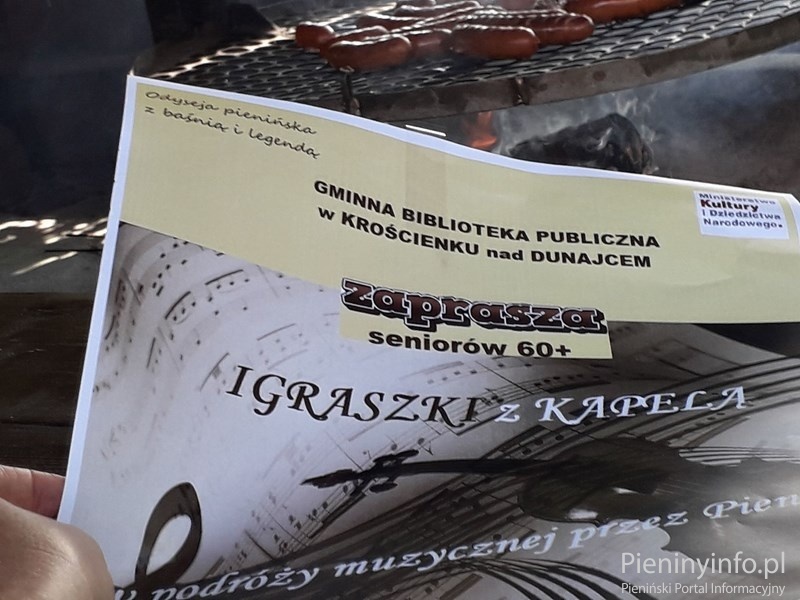 Odyseja pienińska
z baśnią i legendą
GMINNA BIBLIOTEKA PUBLICZNA
w KROŚCIENKU nad DUNAJCEM
Ministerstwo
Kultury
i Dziedzictwa
Narodowego.
zaprasza
seniorów 60+
IGRASZKI z KAPELĄ
w podróży muzycznej przez Pien
Pieninyinfo.pl
Pieniński Portal Informacyjny